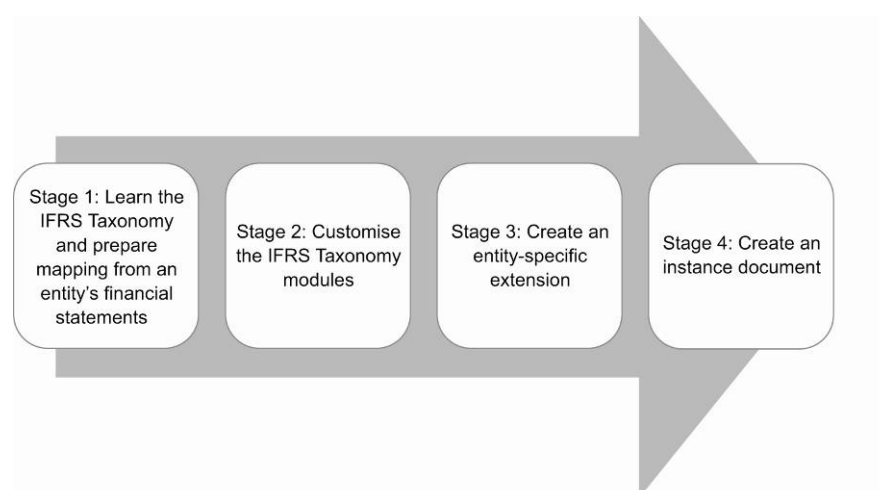 Stage 1: Learn the
IFRS Taxonomy
and prepare
mapping from an
entity’s financial
statements
Stage 2: Customise
the IFRS Taxonomy
modules
Stage 3: Create an
entity-specific
extension
Stage 4: Create an
instance document